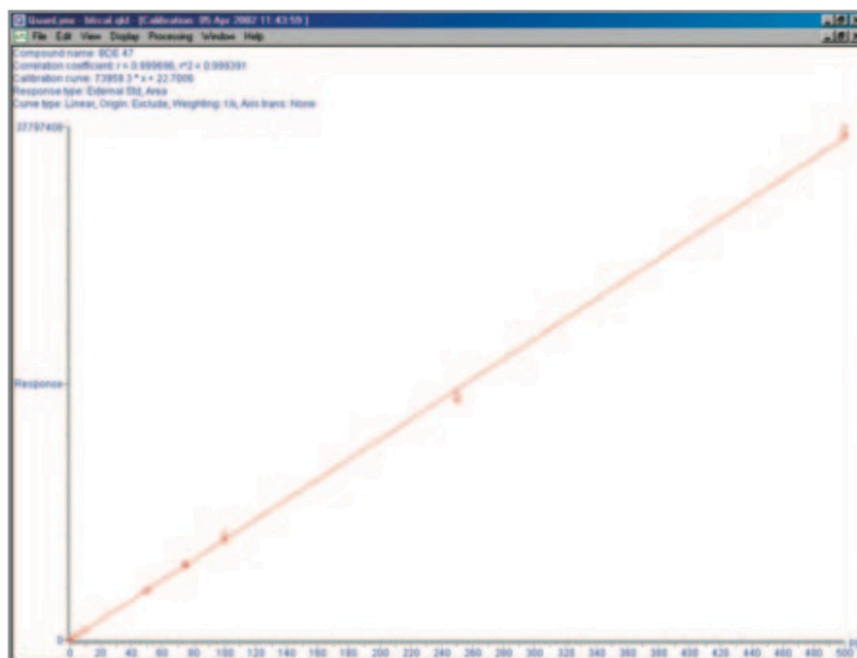 QuanLynx - bdecal.qld - [Calibration: 05 Apr 2002 11:43:59 ]
File Edit View Display Processing Window Help
Compound name: BDE 47
Correlation coefficient: r = 0.999696, r^2 = 0.999391
Calibration curve: 73959.3 * x + 22.7006
Response type: External Std, Area
Curve type: Linear, Origin: Exclude, Weighting: 1/x, Axis trans: None
37797408
Response
0
0 20 40 60 80 100 120 140 160 180 200 220 240 260 280 300 320 340 360 380 400 420 440 460 480 500